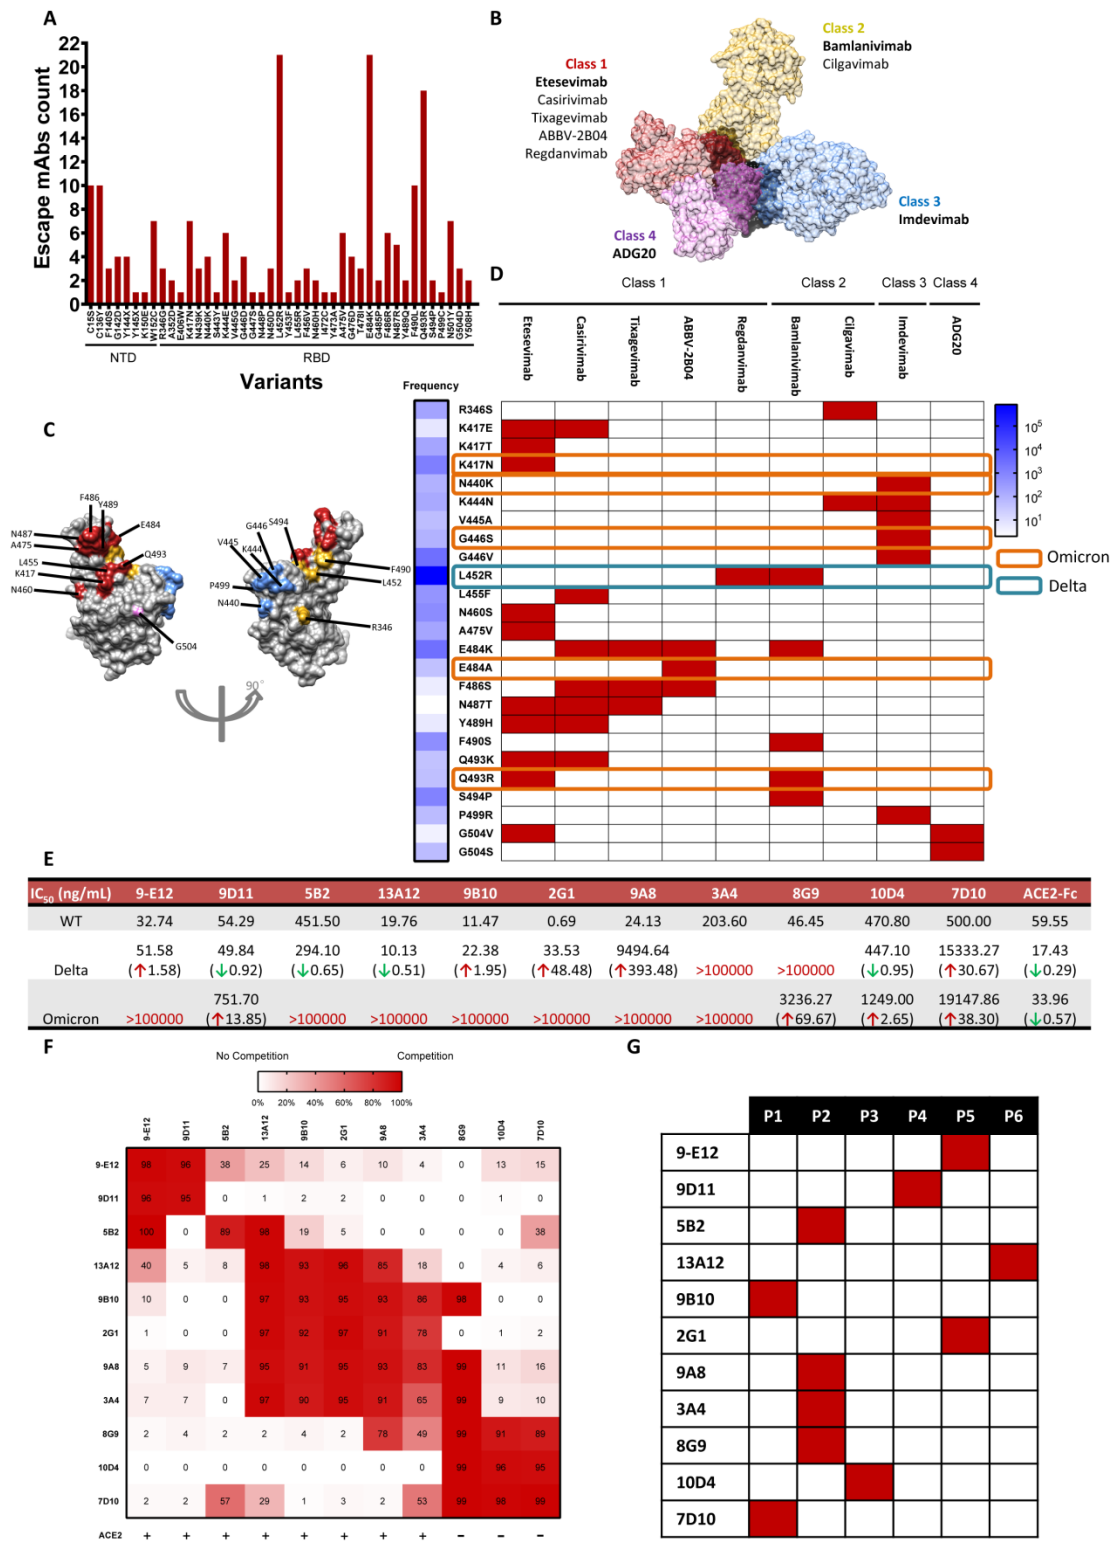 A
22
20
18
16
14
12
10
8
6
4
2
0
Escape mAbs count
C15S
C136Y
F140S
G142D
Y144X
Y145X
K150E
W152C
R346G
A352D
E406W
K417N
N439K
N440K
S443Y
K444E
V445G
G446D
G447S
N448P
N450D
L452R
Y453F
L455R
F456V
N460H
I472C
Y473A
A475V
G476D
T478I
E484K
G485P
F486R
N487R
Y489Q
F490L
Q493R
S494P
P499C
N501Y
G504D
Y508H
NTD
RBD
Variants
B
Class 1
Etesevimab
Casirivimab
Tixagevimab
ABBV-2B04
Regdanvimab
Class 2
Bamlanivimab
Cilgavimab
Class 3
Imdevimab
Class 4
ADG20
C
F486
Y489
E484
N487
A475
L455
K417
N460
Q493
G504
G446
S494
V445
K444
P499
N440
F490
L452
R346
90°
D
Class 1
Class 2
Class 3
Class 4
Etesevimab
Casirivimab
Tixagevimab
ABBV-2B04
Regdanvimab
Bamlanivimab
Cilgavimab
Imdevimab
ADG20
Frequency
R346S
K417E
K417T
K417N
N440K
K444N
V445A
G446S
G446V
L452R
L455F
N460S
A475V
E484K
E484A
F486S
N487T
Y489H
F490S
Q493K
Q493R
S494P
P499R
G504V
G504S
10^5
10^4
10^3
10^2
10^1
Omicron
Delta
E
IC50 (ng/mL) 9-E12 9D11 5B2 13A12 9B10 2G1 9A8 3A4 8G9 10D4 7D10 ACE2-Fc
WT 32.74 54.29 451.50 19.76 11.47 0.69 24.13 203.60 46.45 470.80 500.00 59.55
51.58 49.84 294.10 10.13 22.38 33.53 9494.64 447.10 15333.27 17.43
Delta (↑1.58) (↓0.92) (↓0.65) (↓0.51) (↑1.95) (↑48.48) (↑393.48) >100000 >100000 (↓0.95) (↑30.67) (↓0.29)
751.70 3236.27 1249.00 19147.86 33.96
Omicron >100000 (↑13.85) >100000 >100000 >100000 >100000 >100000 >100000 (↑69.67) (↑2.65) (↑38.30) (↓0.57)
F
No Competition Competition
0% 20% 40% 60% 80% 100%
9-E12 9D11 5B2 13A12 9B10 2G1 9A8 3A4 8G9 10D4 7D10
9-E12 98 96 38 25 14 6 10 4 0 13 15
9D11 96 95 0 1 2 2 0 0 0 1 0
5B2 100 0 89 98 19 5 0 0 0 0 38
13A12 40 5 8 98 93 96 85 18 0 4 6
9B10 10 0 0 97 93 95 93 86 98 0 0
2G1 1 0 0 97 92 97 91 78 0 1 2
9A8 5 9 7 95 91 95 93 83 99 11 16
3A4 7 7 0 97 90 95 91 65 99 9 10
8G9 2 4 2 2 4 2 78 49 99 91 89
10D4 0 0 0 0 0 0 0 0 99 96 95
7D10 2 2 57 29 1 3 2 53 99 98 99
ACE2 + + + + + + + + − − −
G
P1 P2 P3 P4 P5 P6
9-E12
9D11
5B2
13A12
9B10
2G1
9A8
3A4
8G9
10D4
7D10